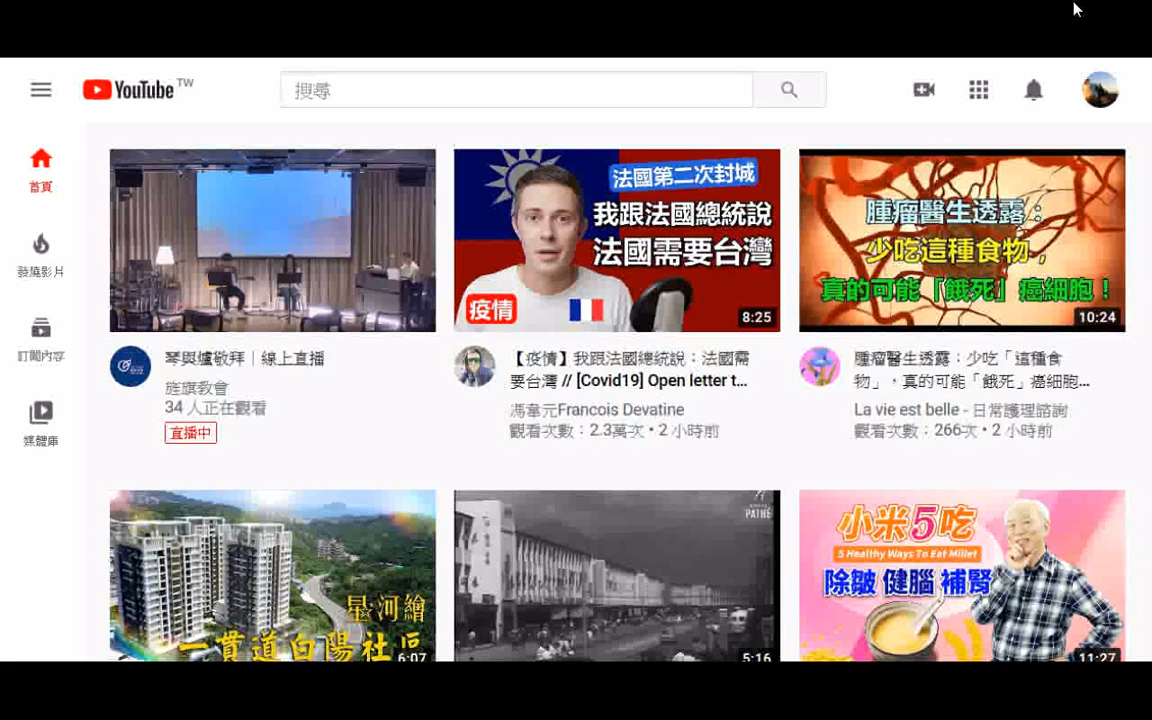 YouTube TW
搜尋
首頁
發燒影片
訂閱內容
媒體庫
法國第二次封城
我跟法國總統說
法國需要台灣
疫情
8:25
腫瘤醫生透露：
少吃這種食物，
真的可能「餓死」癌細胞！
10:24
琴與爐敬拜｜線上直播
旌旗教會
34 人正在觀看
直播中
【疫情】我跟法國總統說：法國需
要台灣 // [Covid19] Open letter t...
馮韋元Francois Devatine
觀看次數：2.3萬次 • 2 小時前
腫瘤醫生透露：少吃「這種食
物」，真的可能「餓死」癌細胞...
La vie est belle - 日常護理諮詢
觀看次數：266次 • 2 小時前
星河繪
一貫道白陽社區
6:07
PATHÉ
5:16
小米5吃
5 Healthy Ways To Eat Millet
除皺 健腦 補腎
11:27